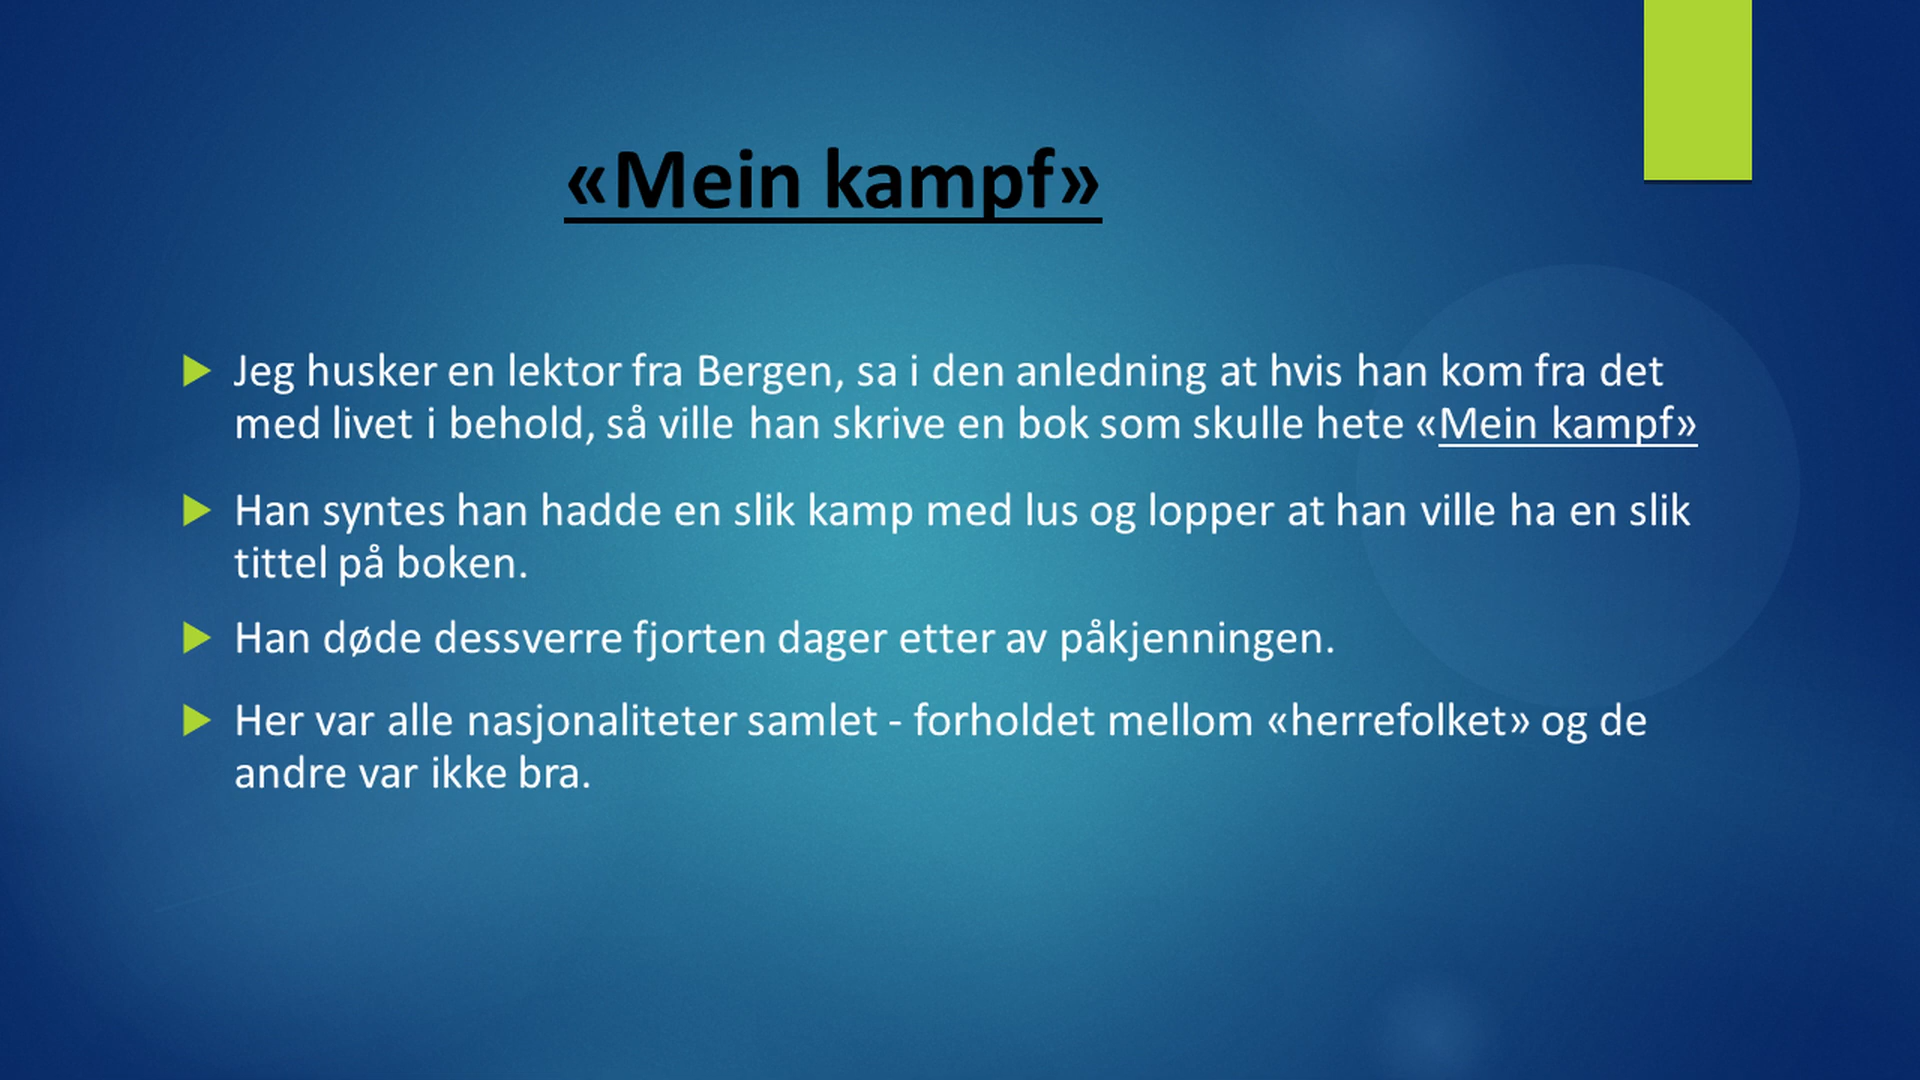 «Mein kampf»
Jeg husker en lektor fra Bergen, sa i den anledning at hvis han kom fra det
med livet i behold, så ville han skrive en bok som skulle hete «Mein kampf»
Han syntes han hadde en slik kamp med lus og lopper at han ville ha en slik
tittel på boken.
Han døde dessverre fjorten dager etter av påkjenningen.
Her var alle nasjonaliteter samlet - forholdet mellom «herrefolket» og de
andre var ikke bra.